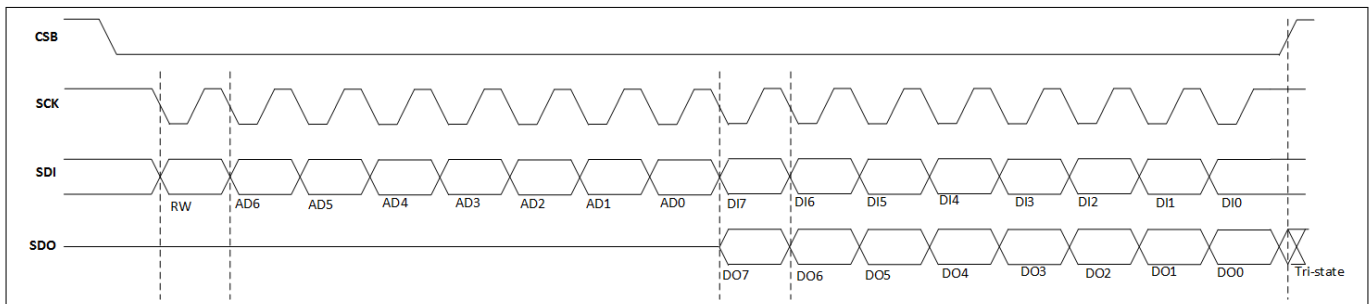 CSB
SCK
SDI
RW AD6 AD5 AD4 AD3 AD2 AD1 AD0 DI7 DI6 DI5 DI4 DI3 DI2 DI1 DI0
SDO
DO7 DO6 DO5 DO4 DO3 DO2 DO1 DO0 Tri-state